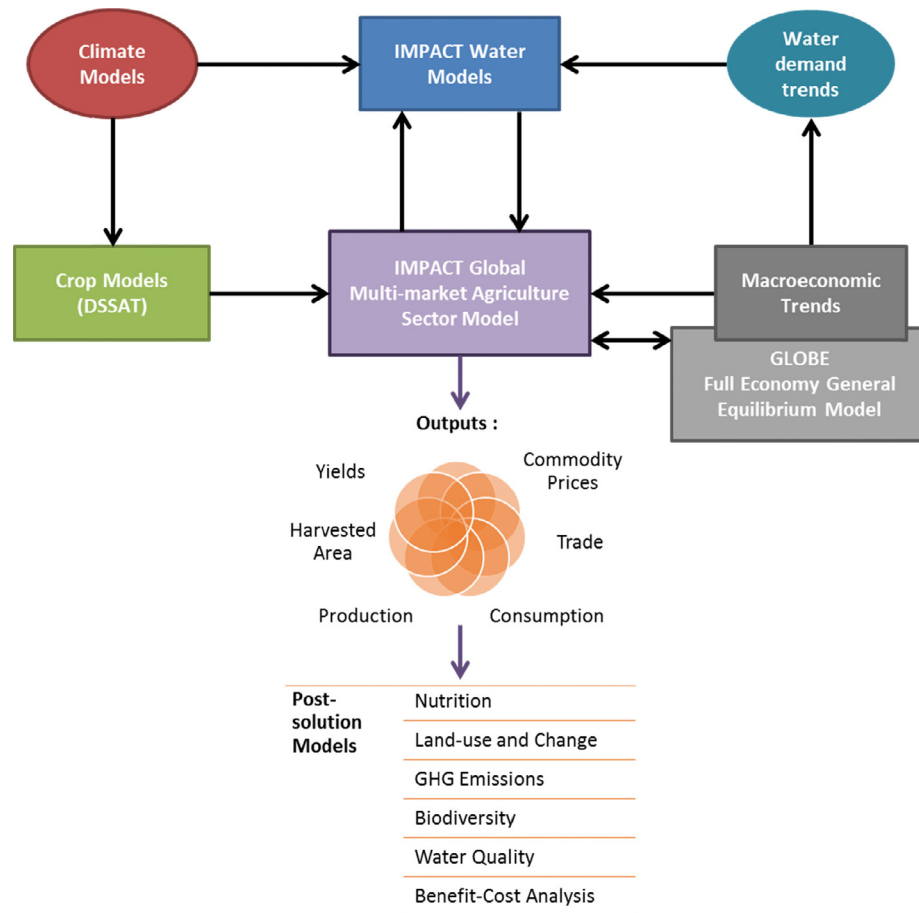 Climate
Models
IMPACT Water
Models
Water
demand
trends
Crop Models
(DSSAT)
IMPACT Global
Multi-market Agriculture
Sector Model
Macroeconomic
Trends
GLOBE
Full Economy General
Equilibrium Model
Outputs :
Yields
Commodity
Prices
Harvested
Area
Trade
Production
Consumption
Post-
solution
Models
Nutrition
Land-use and Change
GHG Emissions
Biodiversity
Water Quality
Benefit-Cost Analysis